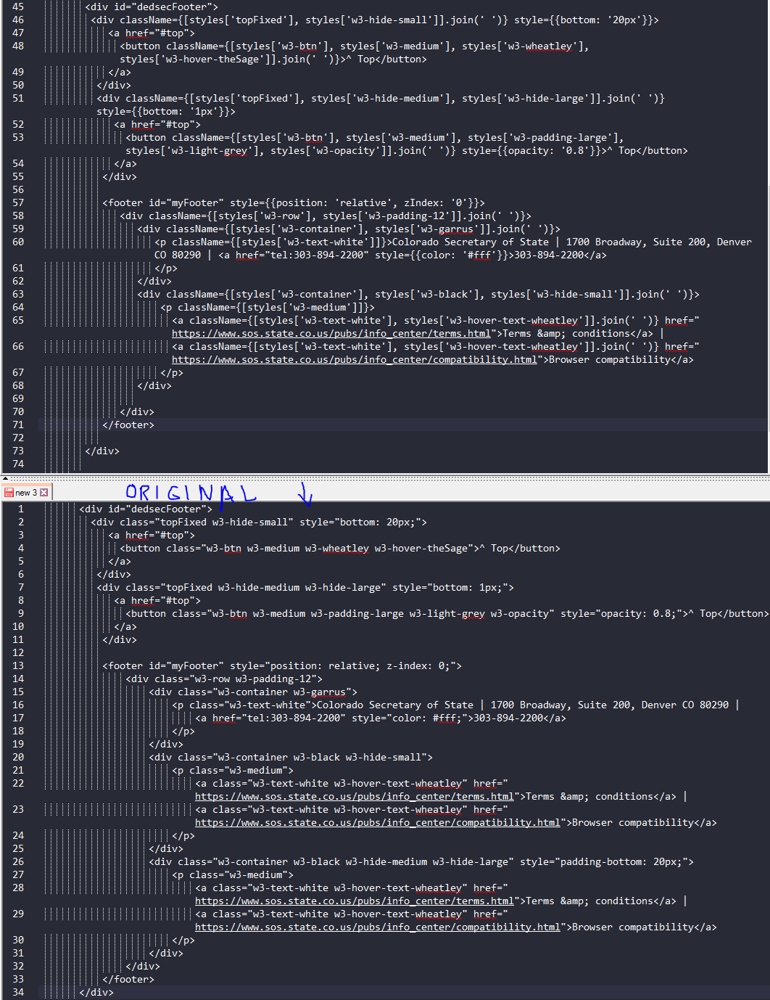 45 <div id="dedsecFooter">
46 <div className={[styles['topFixed'], styles['w3-hide-small']].join(' ')} style={{bottom: '20px'}}>
47 <a href="#top">
48 <button className={[styles['w3-btn'], styles['w3-medium'], styles['w3-wheatley'],
styles['w3-hover-theSage']].join(' ')}>^ Top</button>
49 </a>
50 </div>
51 <div className={[styles['topFixed'], styles['w3-hide-medium'], styles['w3-hide-large']].join(' ')}
style={{bottom: '1px'}}>
52 <a href="#top">
53 <button className={[styles['w3-btn'], styles['w3-medium'], styles['w3-padding-large'],
styles['w3-light-grey'], styles['w3-opacity']].join(' ')} style={{opacity: '0.8'}}>^ Top</button>
54 </a>
55 </div>
56
57 <footer id="myFooter" style={{position: 'relative', zIndex: '0'}}>
58 <div className={[styles['w3-row'], styles['w3-padding-12']].join(' ')}>
59 <div className={[styles['w3-container'], styles['w3-garrus']].join(' ')}>
60 <p className={[styles['w3-text-white']]}>Colorado Secretary of State | 1700 Broadway, Suite 200, Denver
CO 80290 | <a href="tel:303-894-2200" style={{color: '#fff'}}>303-894-2200</a>
61 </p>
62 </div>
63 <div className={[styles['w3-container'], styles['w3-black'], styles['w3-hide-small']].join(' ')}>
64 <p className={[styles['w3-medium']]}>
65 <a className={[styles['w3-text-white'], styles['w3-hover-text-wheatley']].join(' ')} href="
https://www.sos.state.co.us/pubs/info_center/terms.html">Terms &amp; conditions</a> |
66 <a className={[styles['w3-text-white'], styles['w3-hover-text-wheatley']].join(' ')} href="
https://www.sos.state.co.us/pubs/info_center/compatibility.html">Browser compatibility</a>
67 </p>
68 </div>
69
70 </div>
71 </footer>
72
73 </div>
74
new 3
ORIGINAL
1 <div id="dedsecFooter">
2 <div class="topFixed w3-hide-small" style="bottom: 20px;">
3 <a href="#top">
4 <button class="w3-btn w3-medium w3-wheatley w3-hover-theSage">^ Top</button>
5 </a>
6 </div>
7 <div class="topFixed w3-hide-medium w3-hide-large" style="bottom: 1px;">
8 <a href="#top">
9 <button class="w3-btn w3-medium w3-padding-large w3-light-grey w3-opacity" style="opacity: 0.8;">^ Top</button>
10 </a>
11 </div>
12
13 <footer id="myFooter" style="position: relative; z-index: 0;">
14 <div class="w3-row w3-padding-12">
15 <div class="w3-container w3-garrus">
16 <p class="w3-text-white">Colorado Secretary of State | 1700 Broadway, Suite 200, Denver CO 80290 |
17 <a href="tel:303-894-2200" style="color: #fff;">303-894-2200</a>
18 </p>
19 </div>
20 <div class="w3-container w3-black w3-hide-small">
21 <p class="w3-medium">
22 <a class="w3-text-white w3-hover-text-wheatley" href="
https://www.sos.state.co.us/pubs/info_center/terms.html">Terms &amp; conditions</a> |
23 <a class="w3-text-white w3-hover-text-wheatley" href="
https://www.sos.state.co.us/pubs/info_center/compatibility.html">Browser compatibility</a>
24 </p>
25 </div>
26 <div class="w3-container w3-black w3-hide-medium w3-hide-large" style="padding-bottom: 20px;">
27 <p class="w3-medium">
28 <a class="w3-text-white w3-hover-text-wheatley" href="
https://www.sos.state.co.us/pubs/info_center/terms.html">Terms &amp; conditions</a> |
29 <a class="w3-text-white w3-hover-text-wheatley" href="
https://www.sos.state.co.us/pubs/info_center/compatibility.html">Browser compatibility</a>
30 </p>
31 </div>
32 </div>
33 </footer>
34 </div>